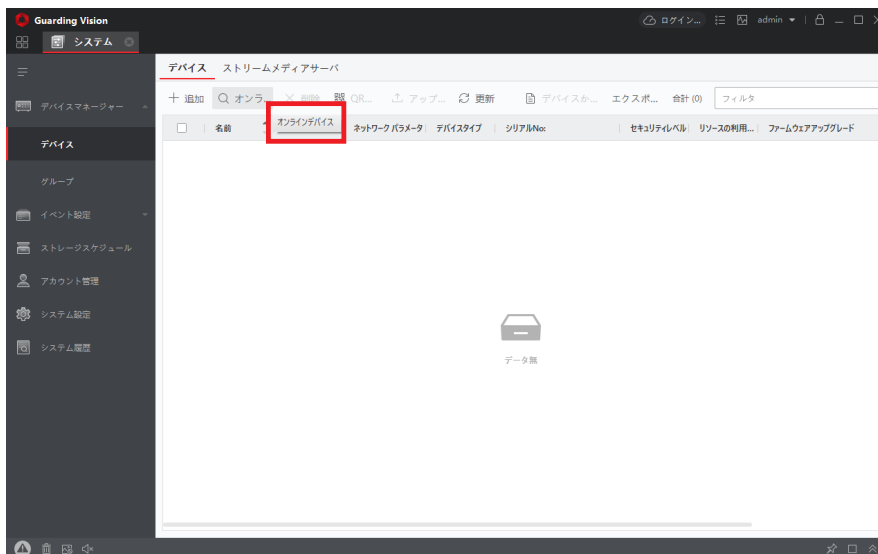 Guarding Vision
ログイン... admin
システム
デバイス ストリームメディアサーバ
追加 オンラ... 削除 QR... アップ... 更新 デバイスか... エクスポ... 合計 (0) フィルタ
オンラインデバイス
名前 ネットワーク パラメータ デバイスタイプ シリアルNo: セキュリティレベル リソースの利用... ファームウェアアップグレード
デバイスマネージャー
デバイス
グループ
イベント設定
ストレージスケジュール
アカウント管理
システム設定
システム履歴
データ無